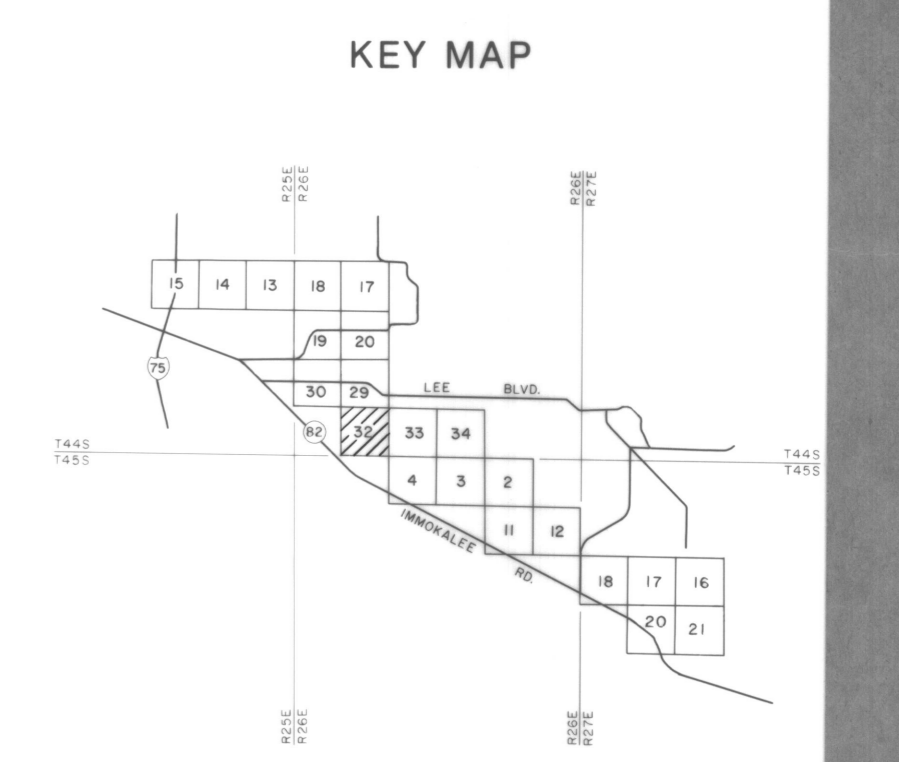 KEY MAP
R25E
R26E
R26E
R27E
15 14 13 18 17
19 20
75
30 29 LEE BLVD.
82 32 33 34
T44S
T45S
T44S
T45S
4 3 2
IMMOKALEE RD.
11 12
18 17 16
20 21
R25E
R26E
R26E
R27E